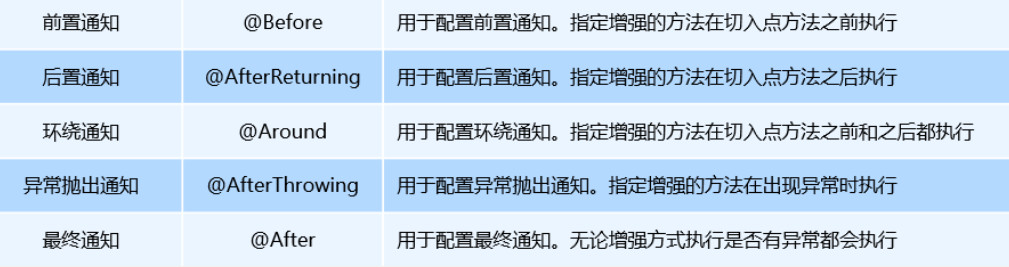 前置通知 @Before 用于配置前置通知。指定增强的方法在切入点方法之前执行
后置通知 @AfterReturning 用于配置后置通知。指定增强的方法在切入点方法之后执行
环绕通知 @Around 用于配置环绕通知。指定增强的方法在切入点方法之前和之后都执行
异常抛出通知 @AfterThrowing 用于配置异常抛出通知。指定增强的方法在出现异常时执行
最终通知 @After 用于配置最终通知。无论增强方式执行是否有异常都会执行